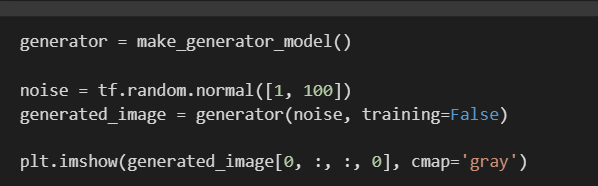 generator = make_generator_model()
noise = tf.random.normal([1, 100])
generated_image = generator(noise, training=False)
plt.imshow(generated_image[0, :, :, 0], cmap='gray')